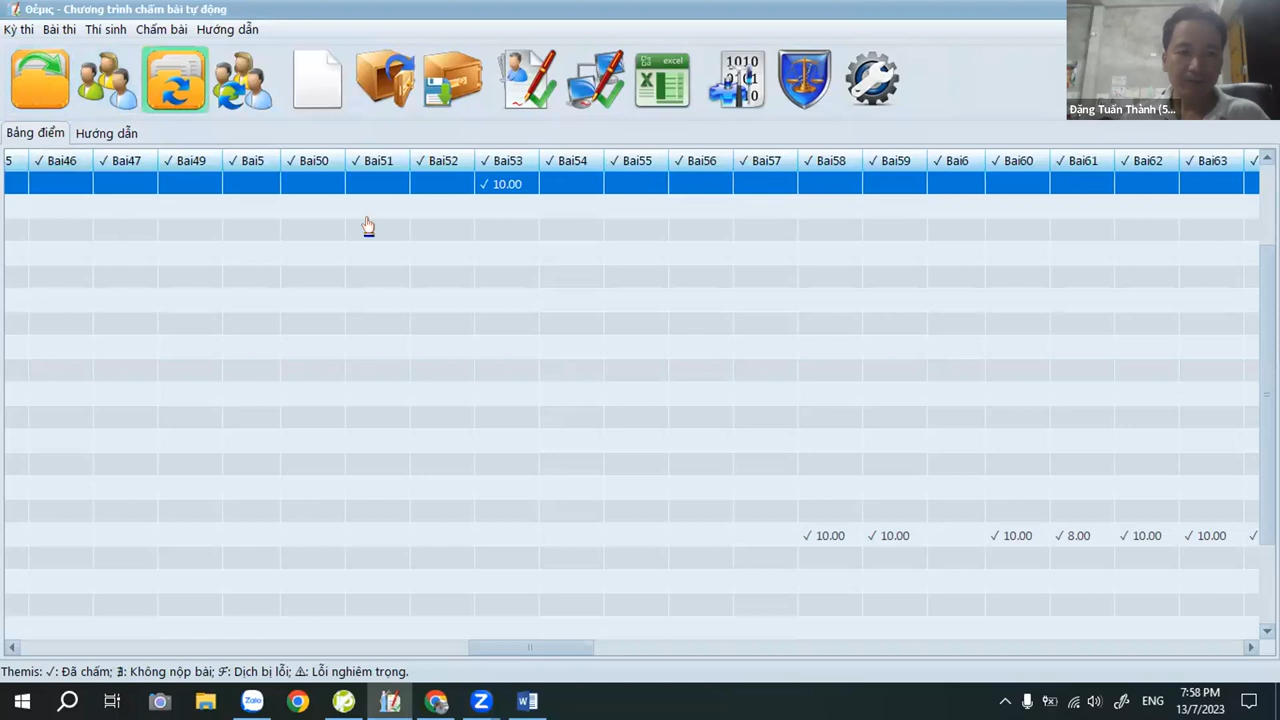 Θέμις - Chương trình chấm bài tự động
Kỳ thi Bài thi Thí sinh Chấm bài Hướng dẫn
excel
1010
Đặng Tuấn Thành (5...
Bảng điểm Hướng dẫn
5 ✓ Bai46 ✓ Bai47 ✓ Bai49 ✓ Bai5 ✓ Bai50 ✓ Bai51 ✓ Bai52 ✓ Bai53 ✓ Bai54 ✓ Bai55 ✓ Bai56 ✓ Bai57 ✓ Bai58 ✓ Bai59 ✓ Bai6 ✓ Bai60 ✓ Bai61 ✓ Bai62 ✓ Bai63 ✓
✓ 10.00
✓ 10.00 ✓ 10.00 ✓ 10.00 ✓ 8.00 ✓ 10.00 ✓ 10.00 ✓
Themis: ✓: Đã chấm; ∃: Không nộp bài; ₣: Dịch bị lỗi; ⚠: Lỗi nghiêm trọng.
Zalo
ENG
7:58 PM
13/7/2023